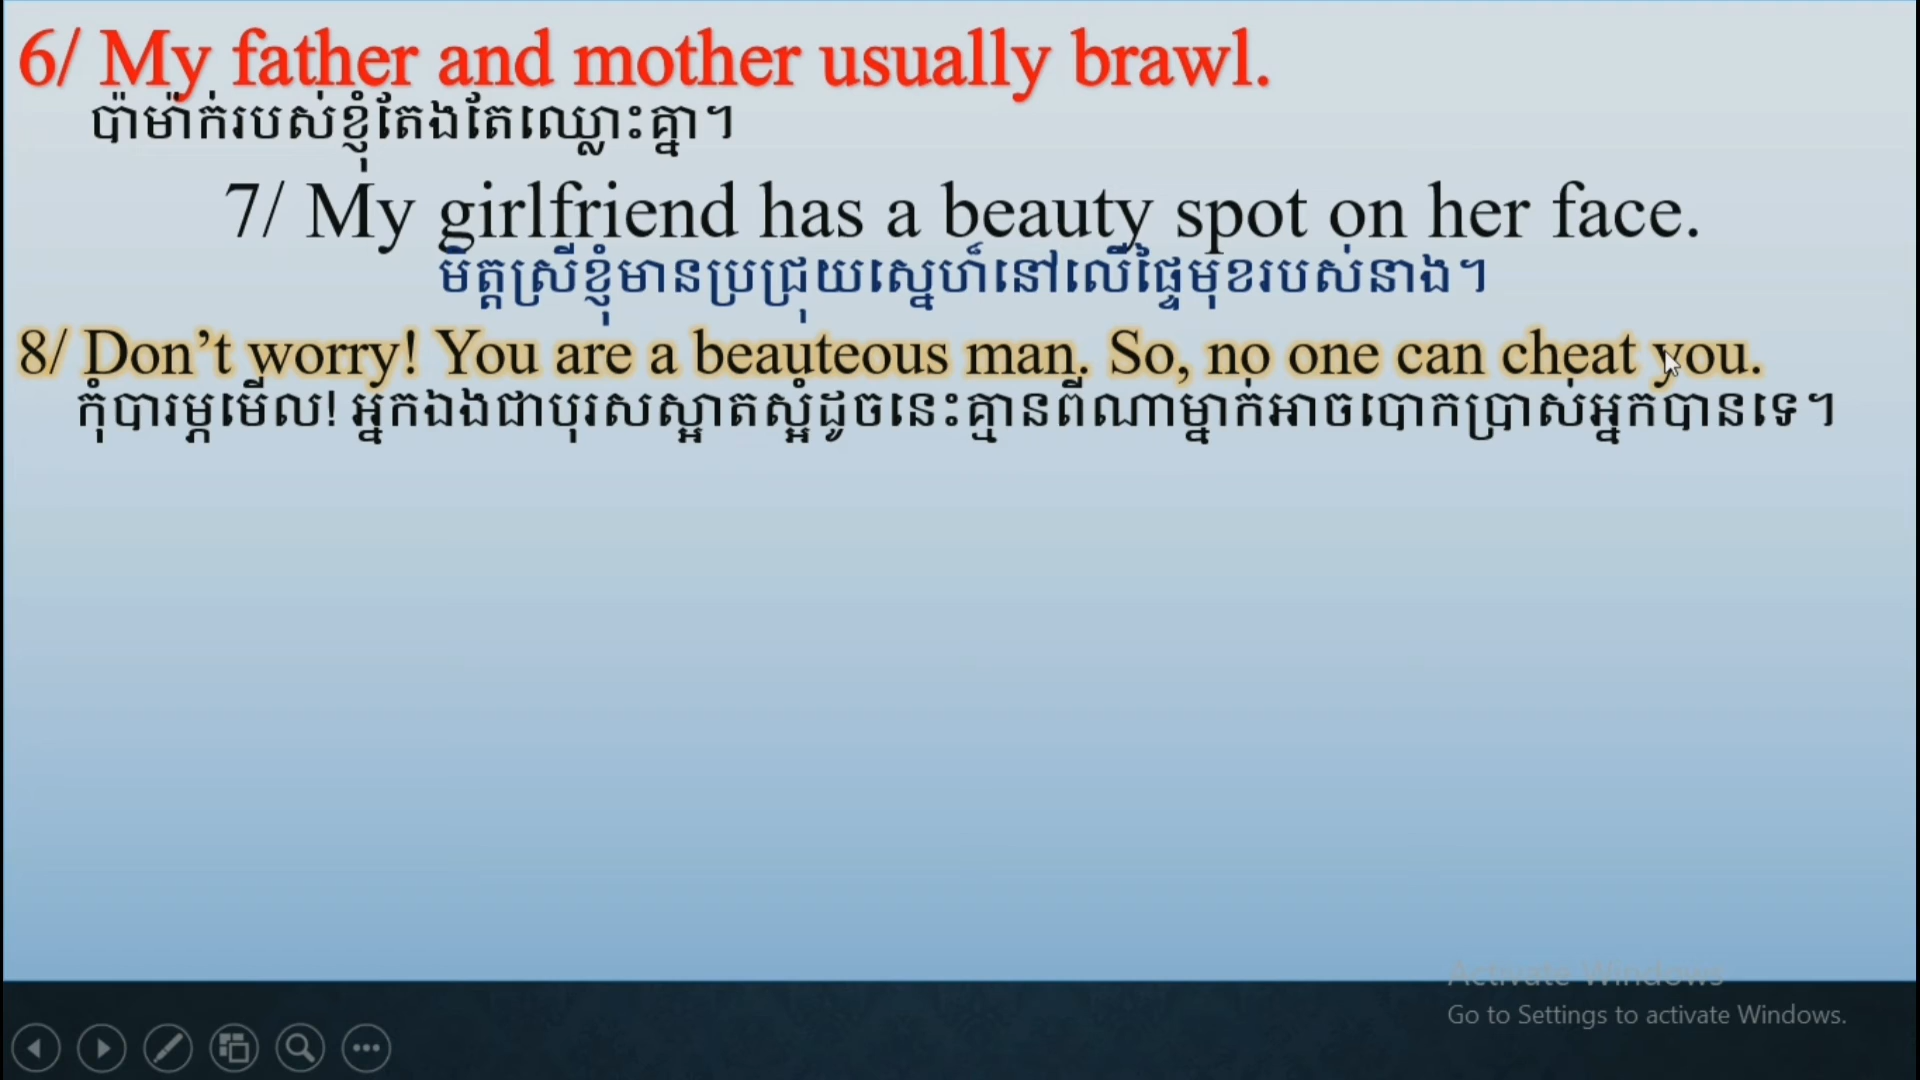 6/ My father and mother usually brawl.
ប៉ាម៉ាក់របស់ខ្ញុំតែងតែឈ្លោះគ្នា។
7/ My girlfriend has a beauty spot on her face.
មិត្តស្រីខ្ញុំមានប្រជ្រុយស្នេហ៍នៅលើផ្ទៃមុខរបស់នាង។
8/ Don’t worry! You are a beauteous man. So, no one can cheat you.
កុំបារម្ភមើល! អ្នកឯងជាបុរសស្អាតស្អំដូចនេះគ្មានពីណាម្នាក់អាចបោកប្រាស់អ្នកបានទេ។
Activate Windows
Go to Settings to activate Windows.